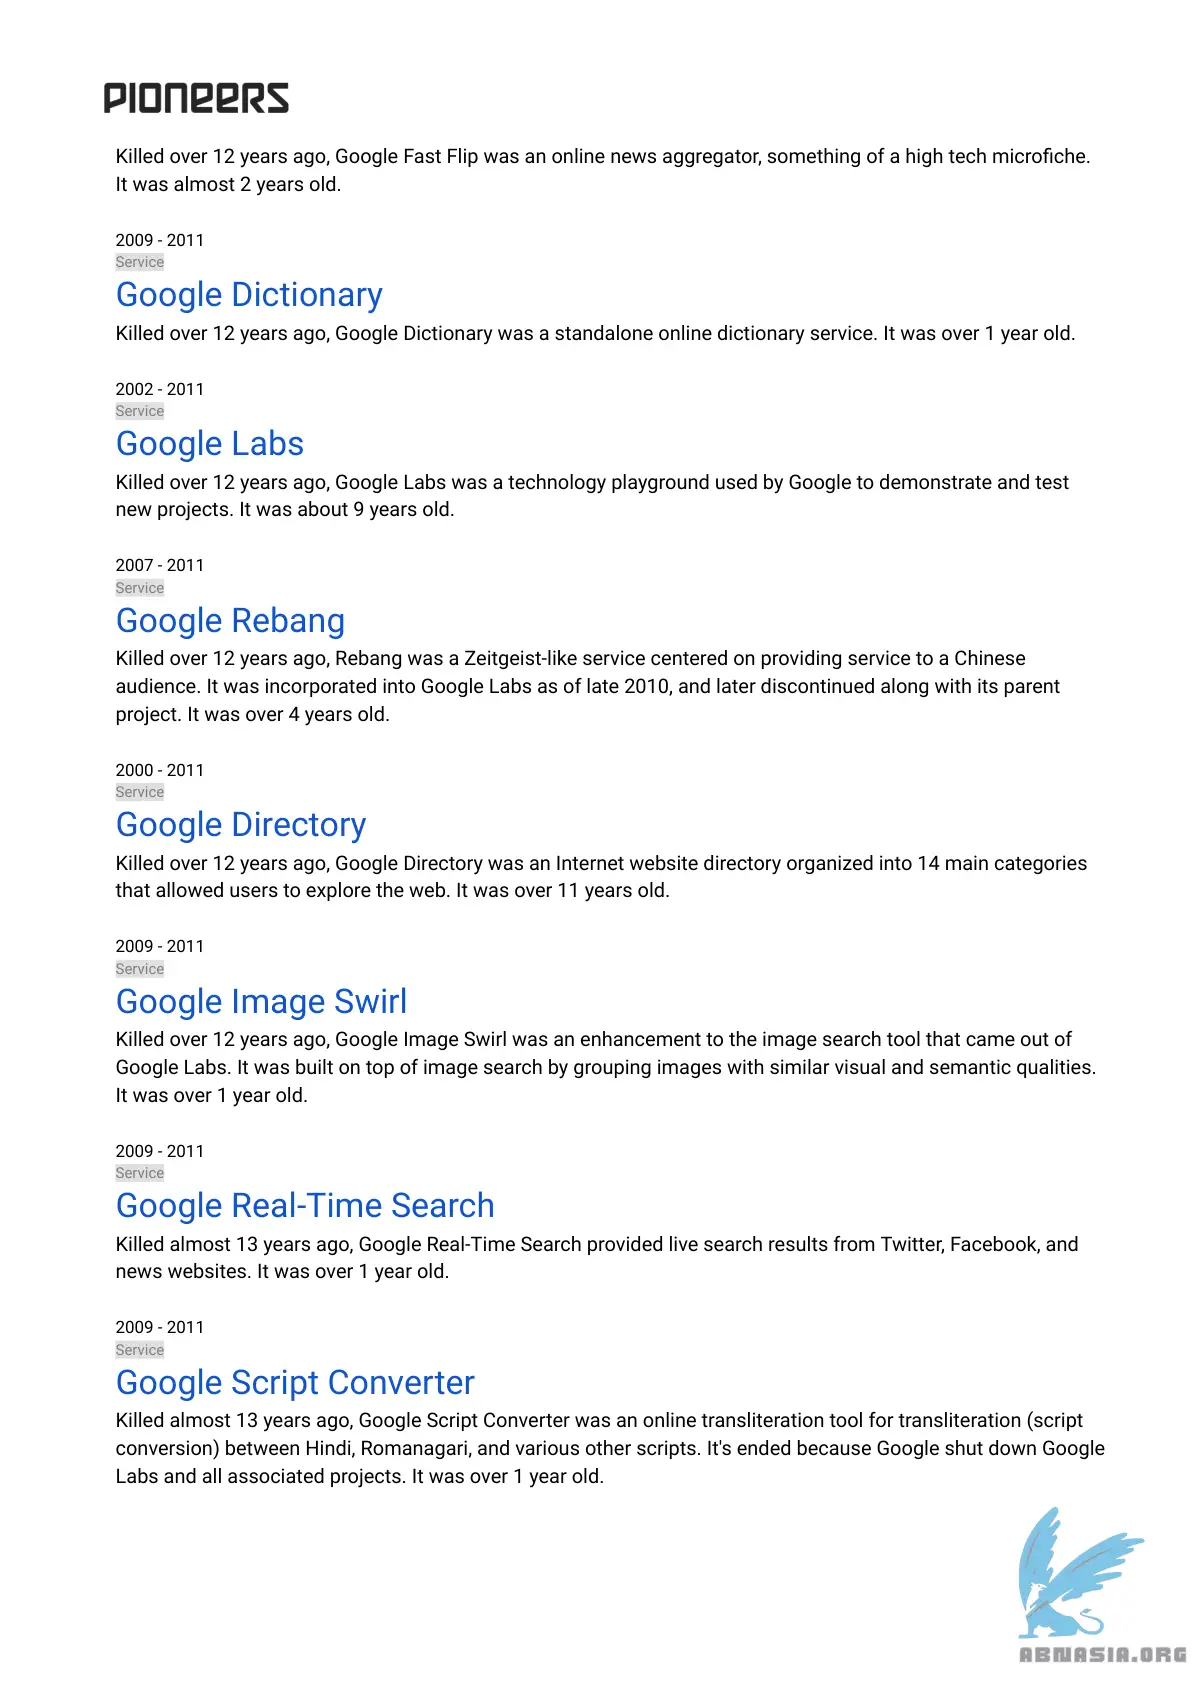 PIONEERS
Killed over 12 years ago, Google Fast Flip was an online news aggregator, something of a high tech microfiche.
It was almost 2 years old.
2009 - 2011
Service
Google Dictionary
Killed over 12 years ago, Google Dictionary was a standalone online dictionary service. It was over 1 year old.
2002 - 2011
Service
Google Labs
Killed over 12 years ago, Google Labs was a technology playground used by Google to demonstrate and test
new projects. It was about 9 years old.
2007 - 2011
Service
Google Rebang
Killed over 12 years ago, Rebang was a Zeitgeist-like service centered on providing service to a Chinese
audience. It was incorporated into Google Labs as of late 2010, and later discontinued along with its parent
project. It was over 4 years old.
2000 - 2011
Service
Google Directory
Killed over 12 years ago, Google Directory was an Internet website directory organized into 14 main categories
that allowed users to explore the web. It was over 11 years old.
2009 - 2011
Service
Google Image Swirl
Killed over 12 years ago, Google Image Swirl was an enhancement to the image search tool that came out of
Google Labs. It was built on top of image search by grouping images with similar visual and semantic qualities.
It was over 1 year old.
2009 - 2011
Service
Google Real-Time Search
Killed almost 13 years ago, Google Real-Time Search provided live search results from Twitter, Facebook, and
news websites. It was over 1 year old.
2009 - 2011
Service
Google Script Converter
Killed almost 13 years ago, Google Script Converter was an online transliteration tool for transliteration (script
conversion) between Hindi, Romanagari, and various other scripts. It's ended because Google shut down Google
Labs and all associated projects. It was over 1 year old.
ABNASIA.ORG